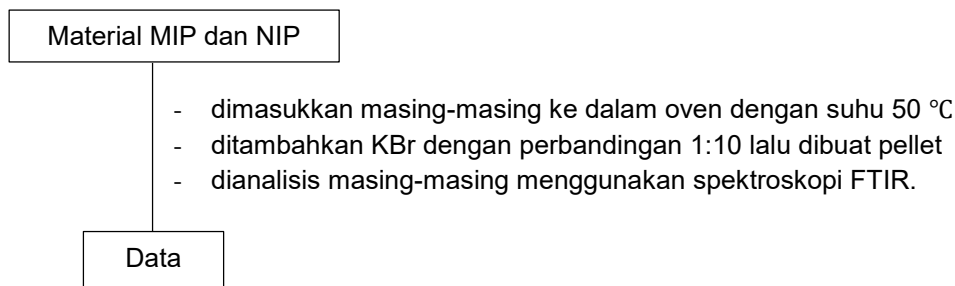 Material MIP dan NIP
- dimasukkan masing-masing ke dalam oven dengan suhu 50 ℃
- ditambahkan KBr dengan perbandingan 1:10 lalu dibuat pellet
- dianalisis masing-masing menggunakan spektroskopi FTIR.
Data